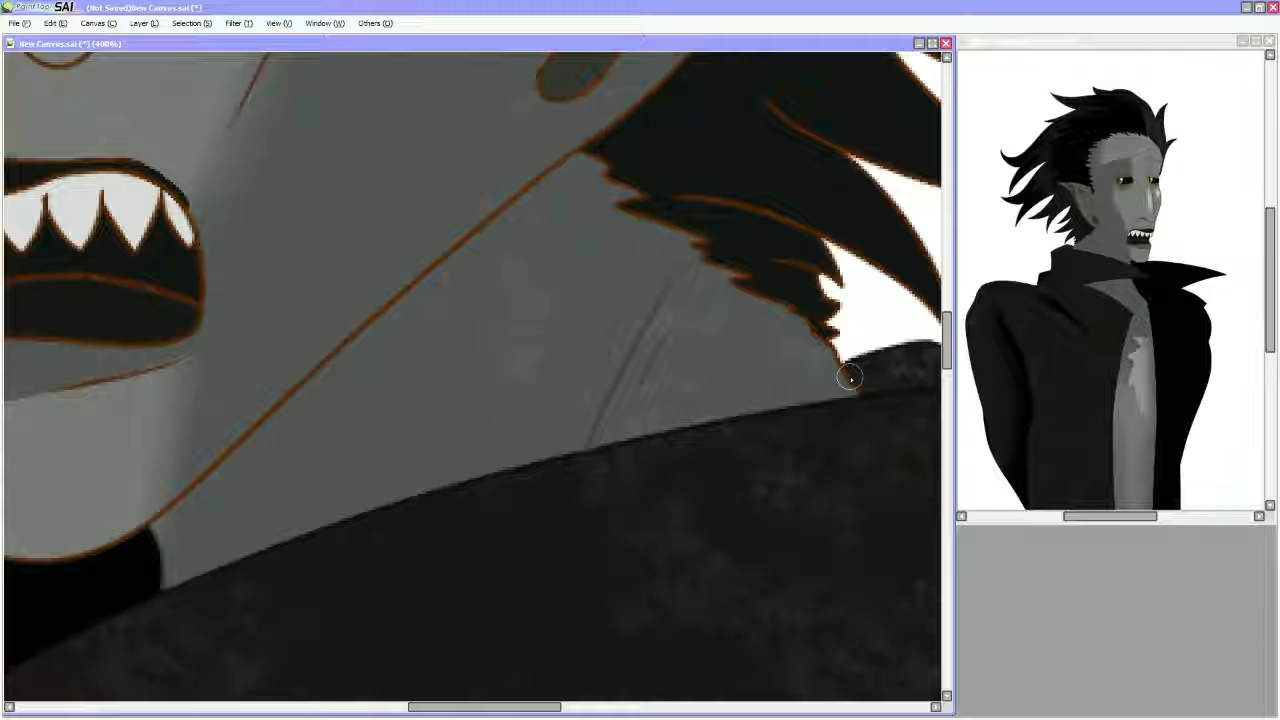 PaintTool SAI (Not Saved)New Canvas.sai (*)
File (F) Edit (E) Canvas (C) Layer (L) Selection (S) Filter (T) View (V) Window (W) Others (O)
New Canvas.sai (*) (400%)